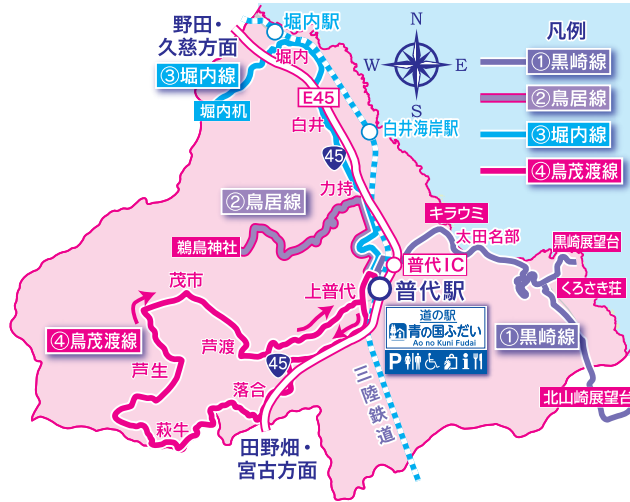 野田・
久慈方面
堀内駅
堀内
③堀内線
堀内机
E45
白井
白井海岸駅
45
力持
②鳥居線
鵜鳥神社
N
W
E
S
凡例
①黒崎線
②鳥居線
③堀内線
④鳥茂渡線
キラウミ
太田名部
黒崎展望台
くろさき荘
普代IC
普代駅
上普代
道の駅
青の国ふだい
Ao no Kuni Fudai
P
①黒崎線
北山崎展望台
茂市
④鳥茂渡線
芦渡
芦生
45
落合
萩牛
三陸鉄道
田野畑・
宮古方面